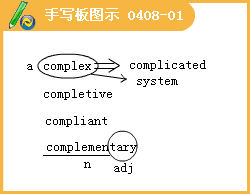 手写板图示 0408-01
a complex complicated
system
completive
compliant
complementary
n adj